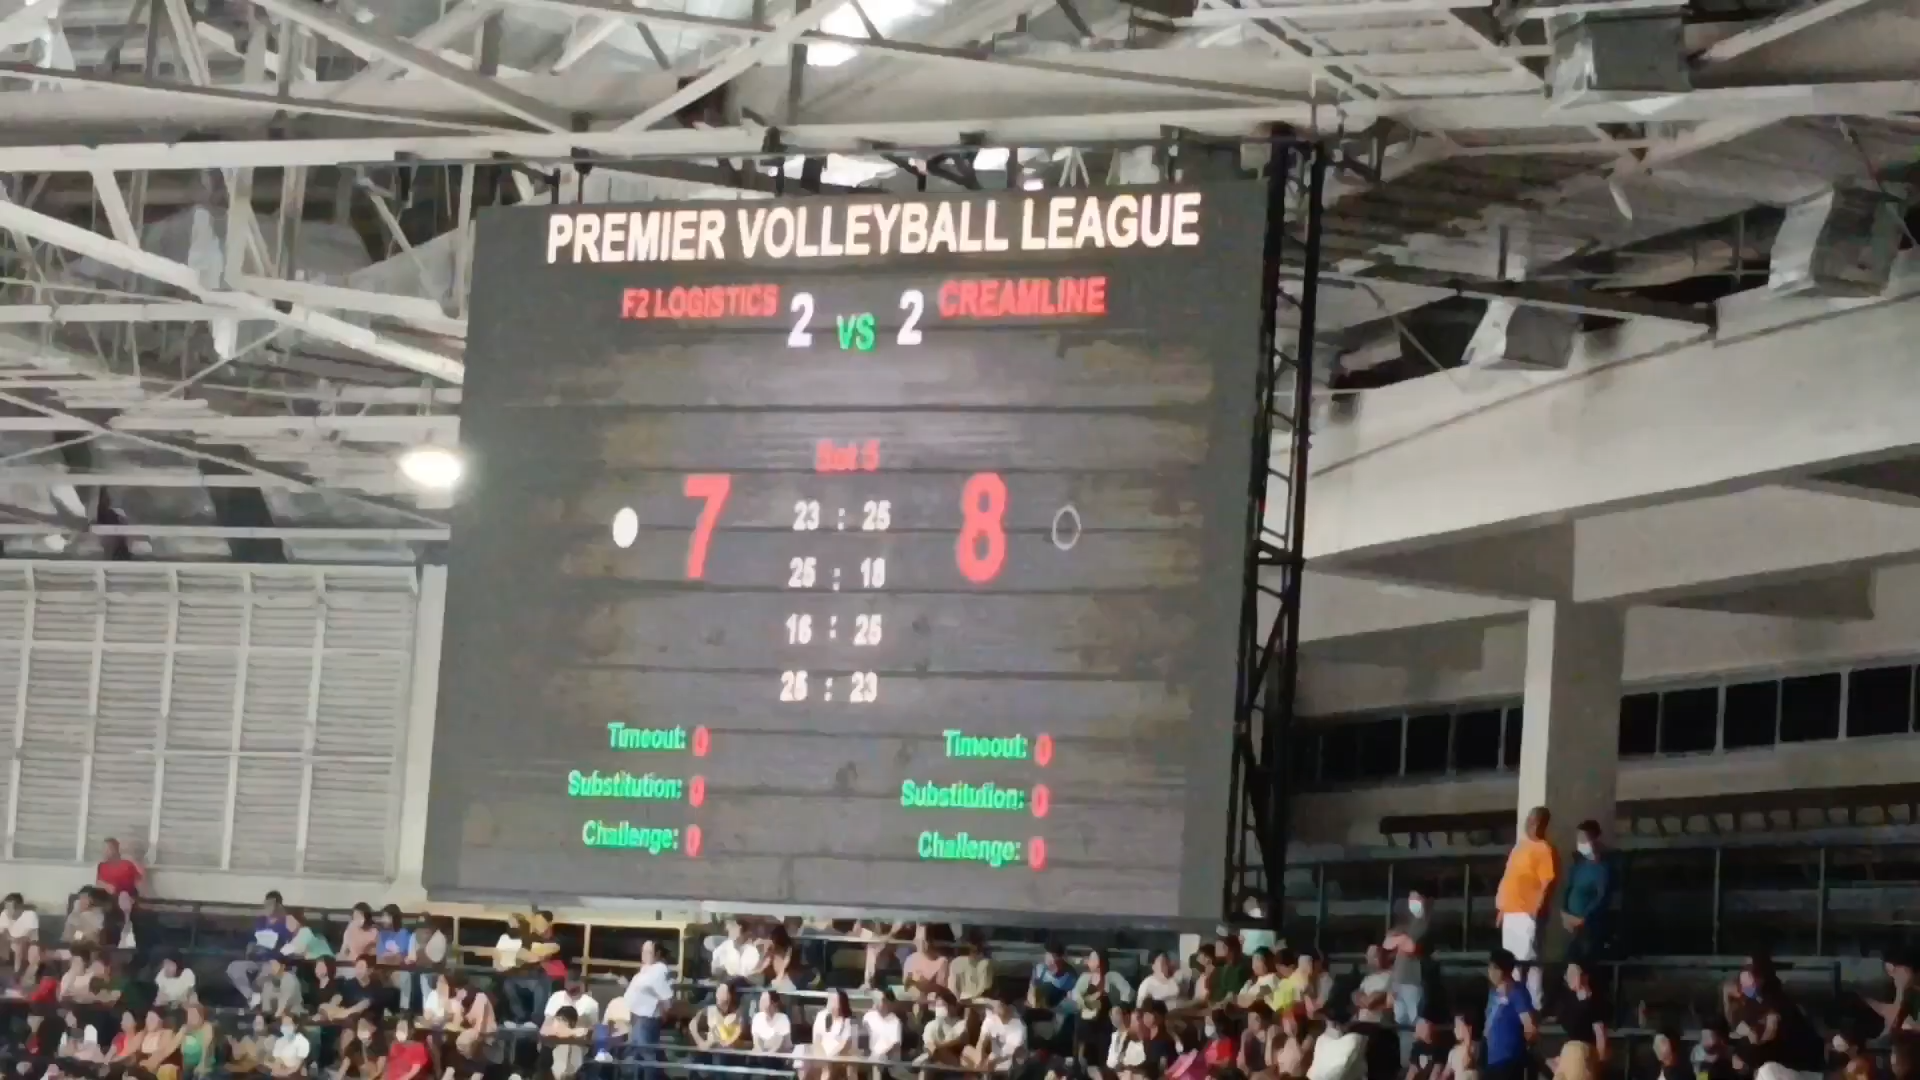 PREMIER VOLLEYBALL LEAGUE
F2 LOGISTICS 2 VS 2 CREAMLINE
Set 5
7 23 : 25 8
25 : 18
16 : 25
25 : 23
Timeout: 0 Timeout: 0
Substitution: 0 Substitution: 0
Challenge: 0 Challenge: 0